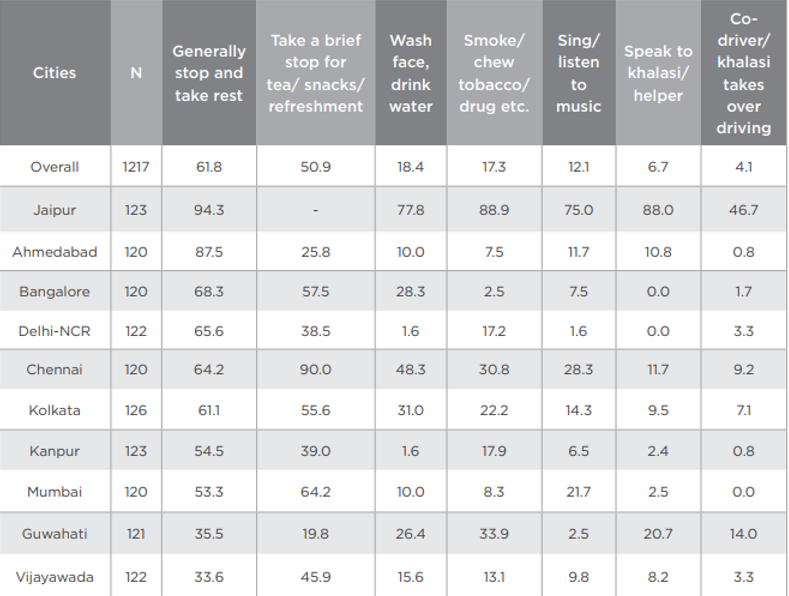 Cities N Generally stop and take rest Take a brief stop for tea/ snacks/ refreshment Wash face, drink water Smoke/ chew tobacco/ drug etc. Sing/ listen to music Speak to khalasi/ helper Co-driver/ khalasi takes over driving
Overall 1217 61.8 50.9 18.4 17.3 12.1 6.7 4.1
Jaipur 123 94.3 - 77.8 88.9 75.0 88.0 46.7
Ahmedabad 120 87.5 25.8 10.0 7.5 11.7 10.8 0.8
Bangalore 120 68.3 57.5 28.3 2.5 7.5 0.0 1.7
Delhi-NCR 122 65.6 38.5 1.6 17.2 1.6 0.0 3.3
Chennai 120 64.2 90.0 48.3 30.8 28.3 11.7 9.2
Kolkata 126 61.1 55.6 31.0 22.2 14.3 9.5 7.1
Kanpur 123 54.5 39.0 1.6 17.9 6.5 2.4 0.8
Mumbai 120 53.3 64.2 10.0 8.3 21.7 2.5 0.0
Guwahati 121 35.5 19.8 26.4 33.9 2.5 20.7 14.0
Vijayawada 122 33.6 45.9 15.6 13.1 9.8 8.2 3.3